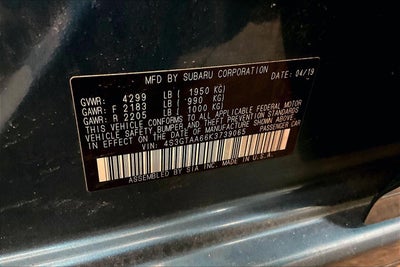 MFD BY SUBARU CORPORATION DATE 04/19
GWWR: 4299 LB ( 1950 KG)
GAWR: F 2183 LB ( 990 KG)
GAWR: R 2205 LB ( 1000 KG)
THIS VEHICLE CONFORMS TO ALL APPLICABLE FEDERAL MOTOR
VEHICLE SAFETY, BUMPER AND THEFT PREVENTION STANDARDS
IN EFFECT ON THE DATE OF MANUFACTURE SHOWN ABOVE.
VIN: 4S3GTAA66K3739065 PASSENGER CAR
ASSEMBLED BY SIA INC. MADE IN U.S.A.